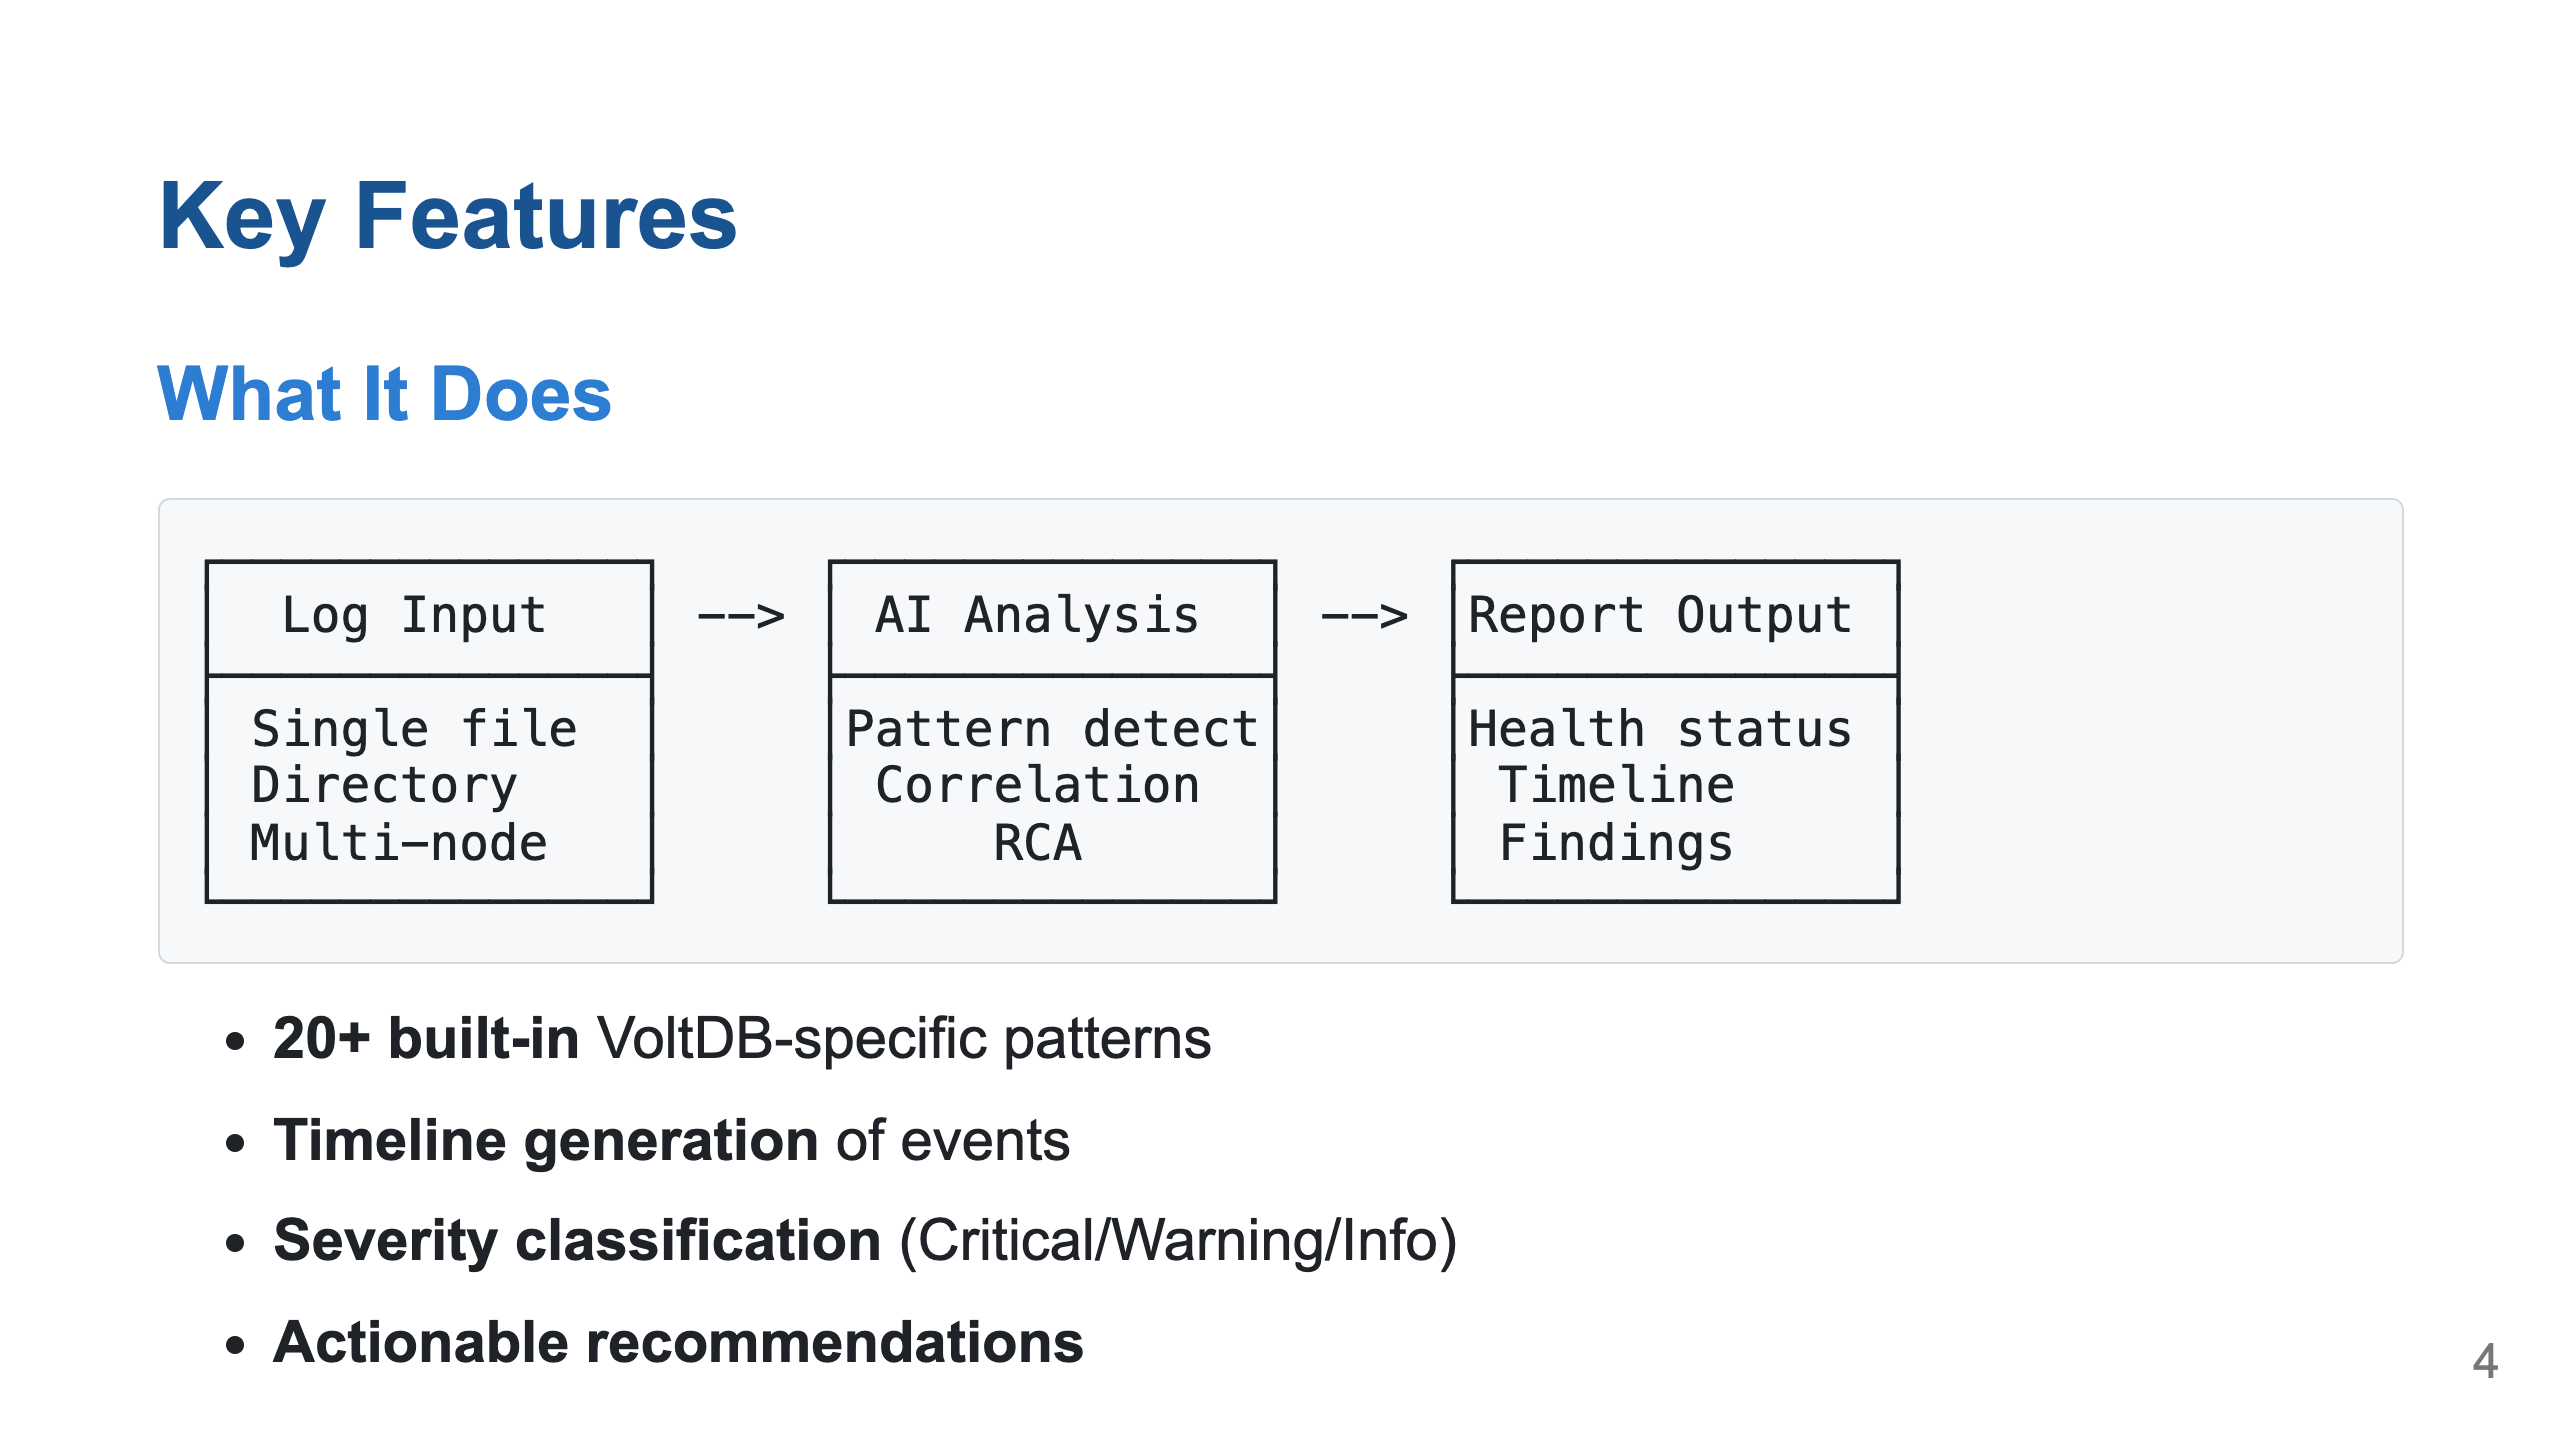 Key Features
What It Does
Log Input --> AI Analysis --> Report Output
Single file Pattern detect Health status
Directory Correlation Timeline
Multi-node RCA Findings
• 20+ built-in VoltDB-specific patterns
• Timeline generation of events
• Severity classification (Critical/Warning/Info)
• Actionable recommendations
4